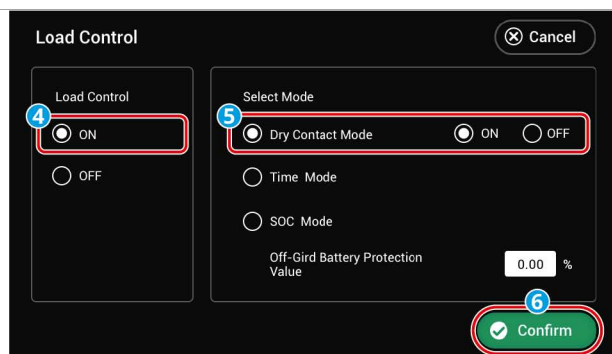 Load Control
Cancel
Load Control
Select Mode
4
5
ON
Dry Contact Mode
ON
OFF
OFF
Time Mode
SOC Mode
Off-Gird Battery Protection
Value
0.00 %
6
Confirm